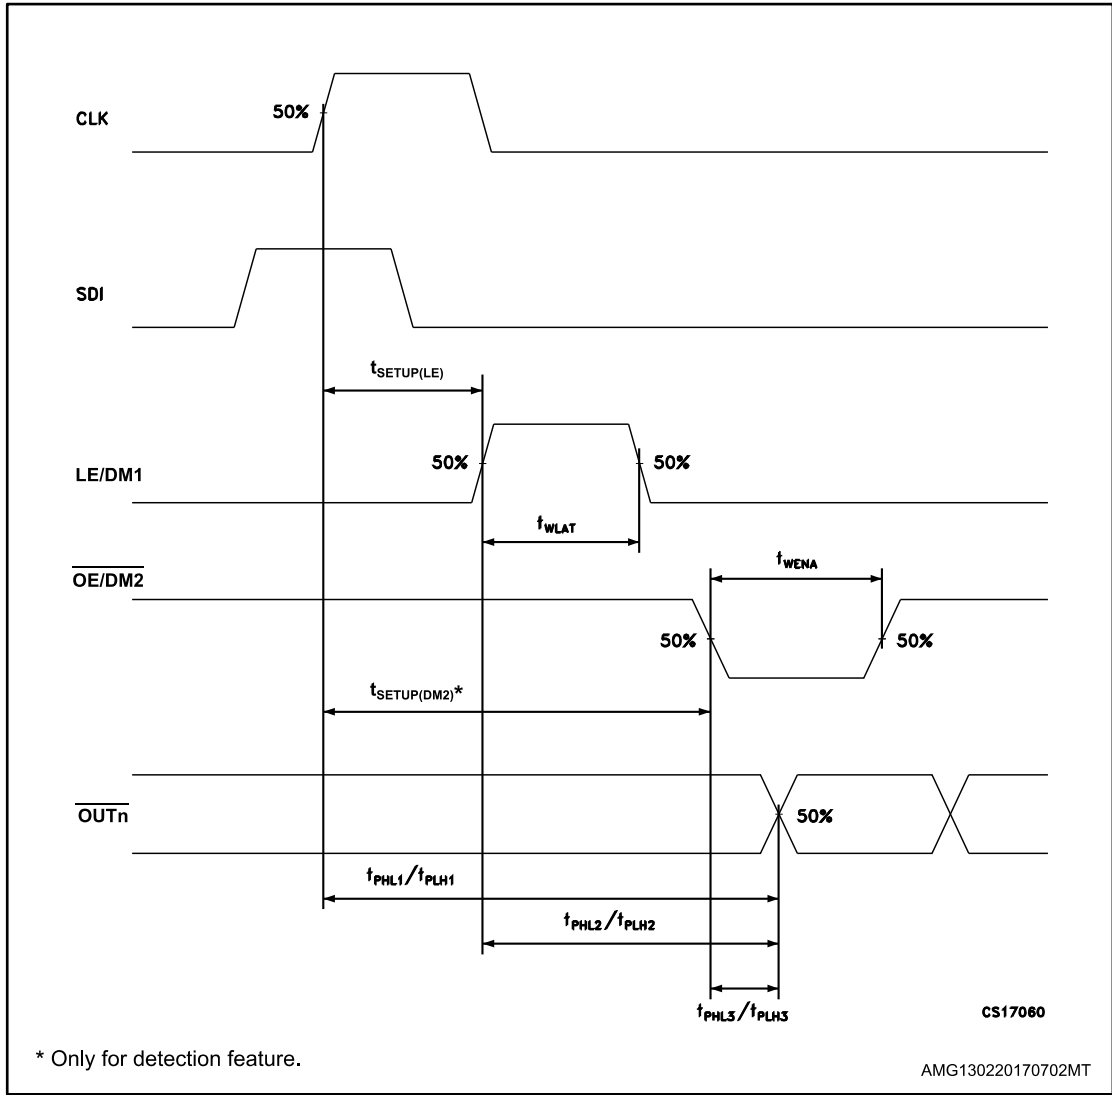 CLK
50%
SDI
tSETUP(LE)
LE/DM1
50%
50%
tWLAT
OE/DM2
tWENA
50%
50%
tSETUP(DM2)*
OUTn
50%
tPHL1/tPLH1
tPHL2/tPLH2
tPHL3/tPLH3
CS17060
* Only for detection feature.
AMG130220170702MT